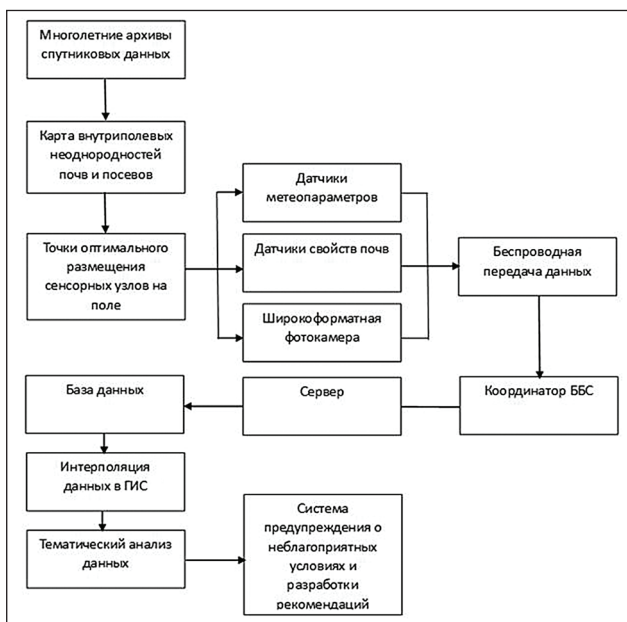 Многолетние архивы
спутниковых данных
Карта внутриполевых
неоднородностей
почв и посевов
Точки оптимального
размещения
сенсорных узлов на
поле
Датчики
метеопараметров
Датчики свойств почв
Широкоформатная
фотокамера
Беспроводная
передача данных
Координатор ББС
Сервер
База данных
Интерполяция
данных в ГИС
Тематический анализ
данных
Система
предупреждения о
неблагоприятных
условиях и
разработки
рекомендаций